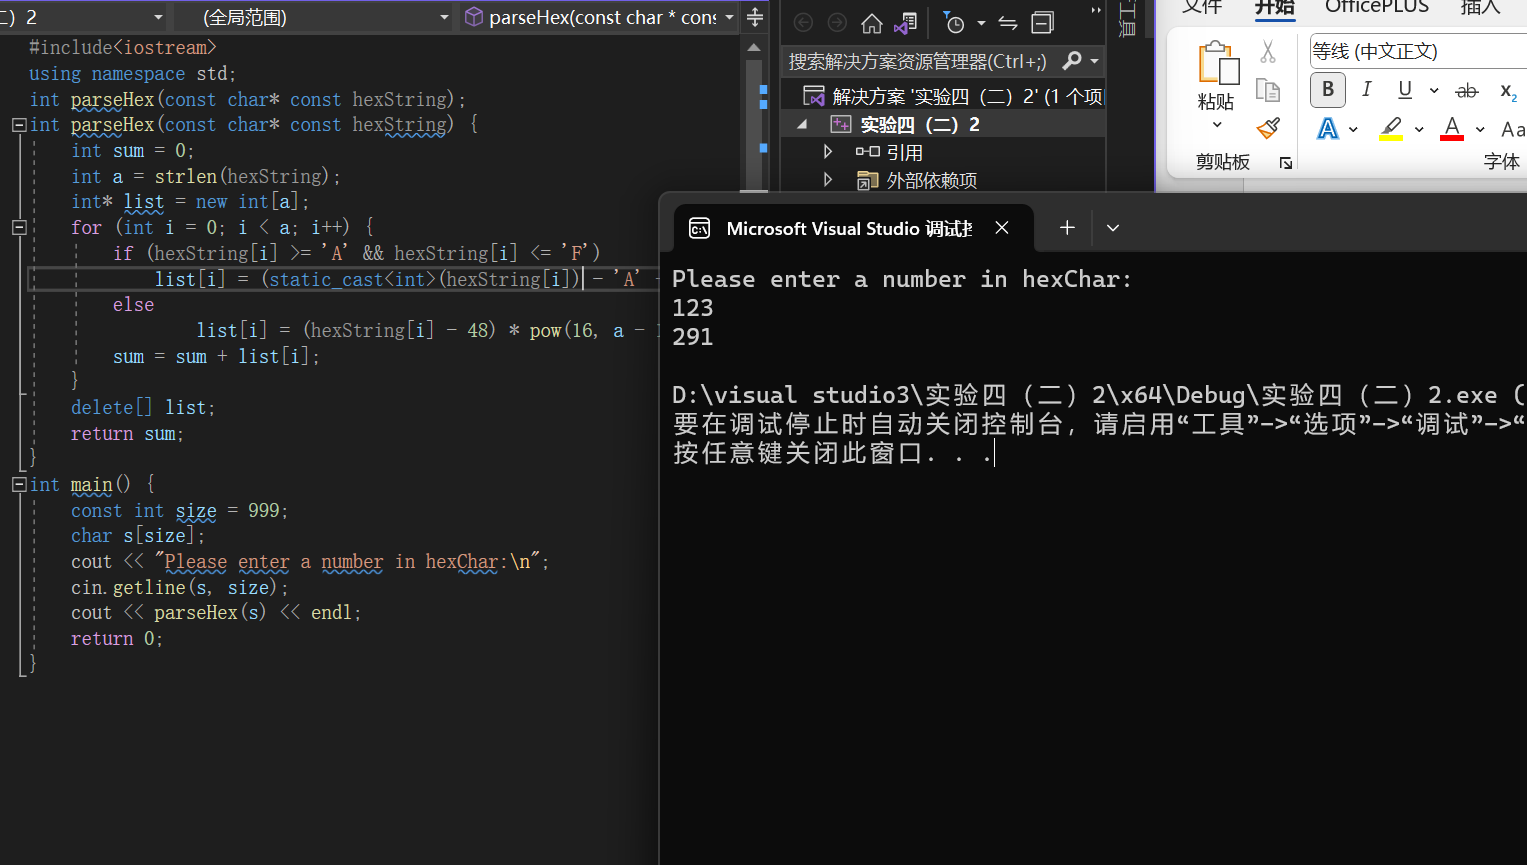 二）2
(全局范围)
parseHex(const char * cons
#include<iostream>
using namespace std;
int parseHex(const char* const hexString);
int parseHex(const char* const hexString) {
int sum = 0;
int a = strlen(hexString);
int* list = new int[a];
for (int i = 0; i < a; i++) {
if (hexString[i] >= 'A' && hexString[i] <= 'F')
list[i] = (static_cast<int>(hexString[i]) - 'A' -
else
list[i] = (hexString[i] - 48) * pow(16, a -
sum = sum + list[i];
}
delete[] list;
return sum;
}
int main() {
const int size = 999;
char s[size];
cout << "Please enter a number in hexChar:\n";
cin.getline(s, size);
cout << parseHex(s) << endl;
return 0;
}
搜索解决方案资源管理器(Ctrl+;)
解决方案 '实验四（二）2' (1 个项
实验四（二）2
引用
外部依赖项
工具
文件
开始
OfficePLUS
插入
粘贴
剪贴板
等线 (中文正文)
B I U ab x2
A A Aa
字体
Microsoft Visual Studio 调试
Please enter a number in hexChar:
123
291
D:\visual studio3\实验四（二）2\x64\Debug\实验四（二）2.exe (
要在调试停止时自动关闭控制台，请启用“工具”->“选项”->“调试”->“
按任意键关闭此窗口. . .